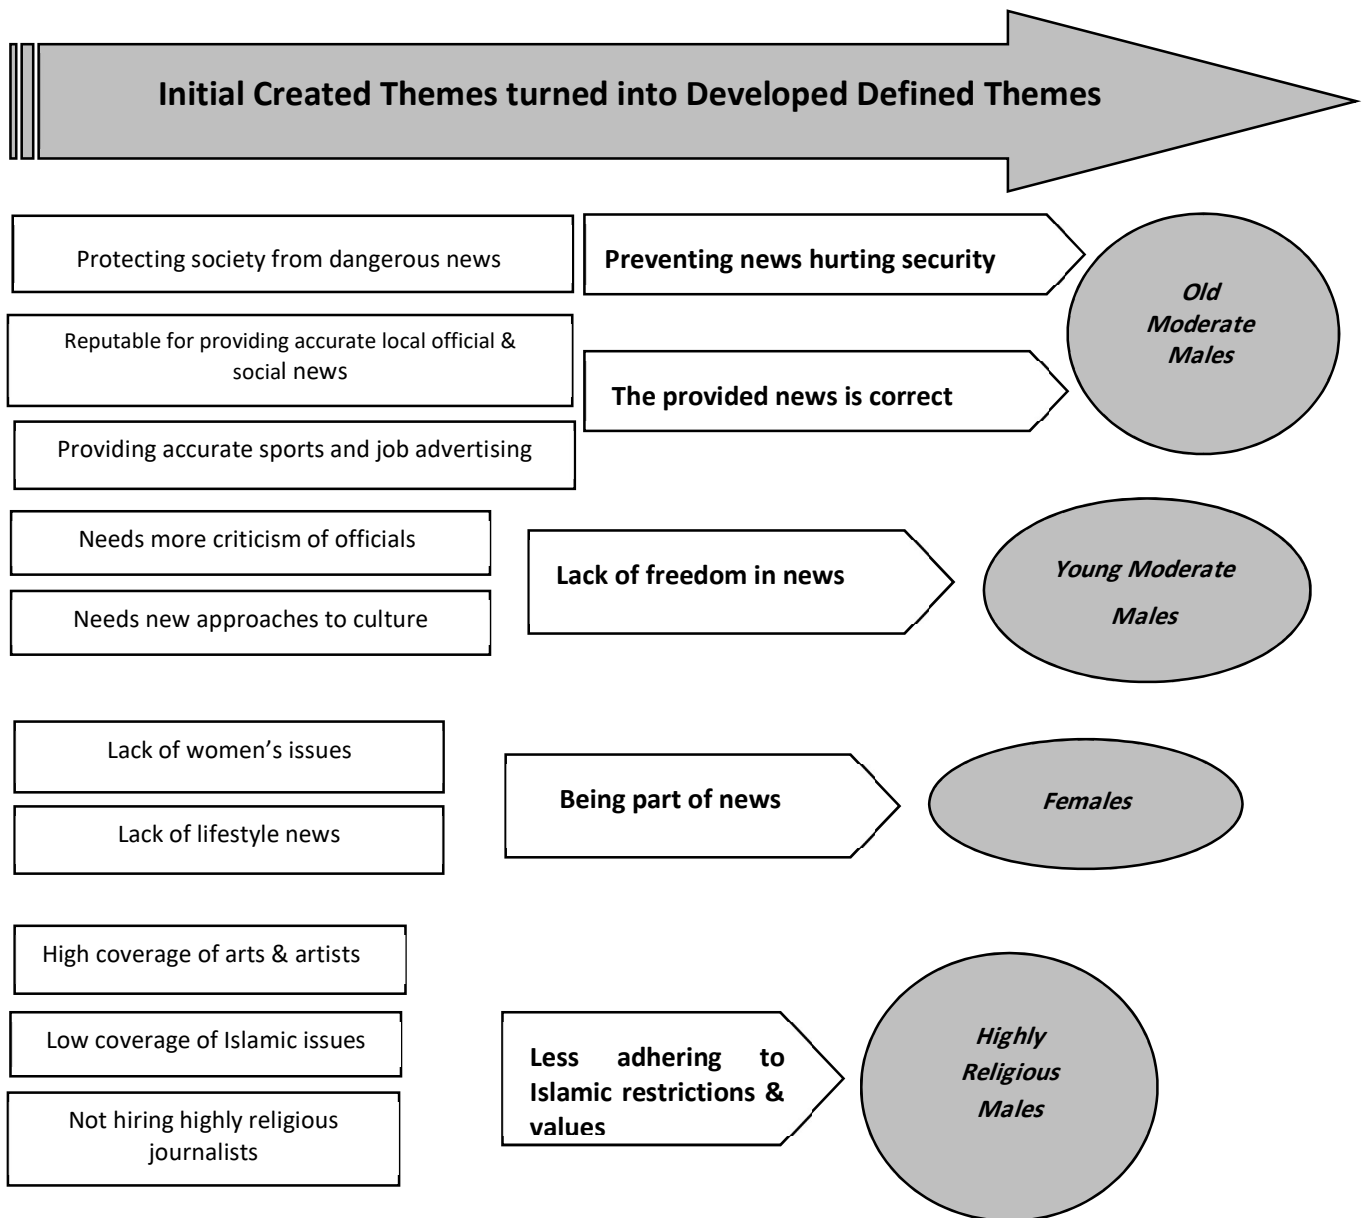 Initial Created Themes turned into Developed Defined Themes
Protecting society from dangerous news
Preventing news hurting security
Old
Moderate
Males
Reputable for providing accurate local official &
social news
The provided news is correct
Providing accurate sports and job advertising
Needs more criticism of officials
Needs new approaches to culture
Lack of freedom in news
Young Moderate
Males
Lack of women’s issues
Lack of lifestyle news
Being part of news
Females
High coverage of arts & artists
Low coverage of Islamic issues
Not hiring highly religious
journalists
Less adhering to
Islamic restrictions &
values
Highly
Religious
Males